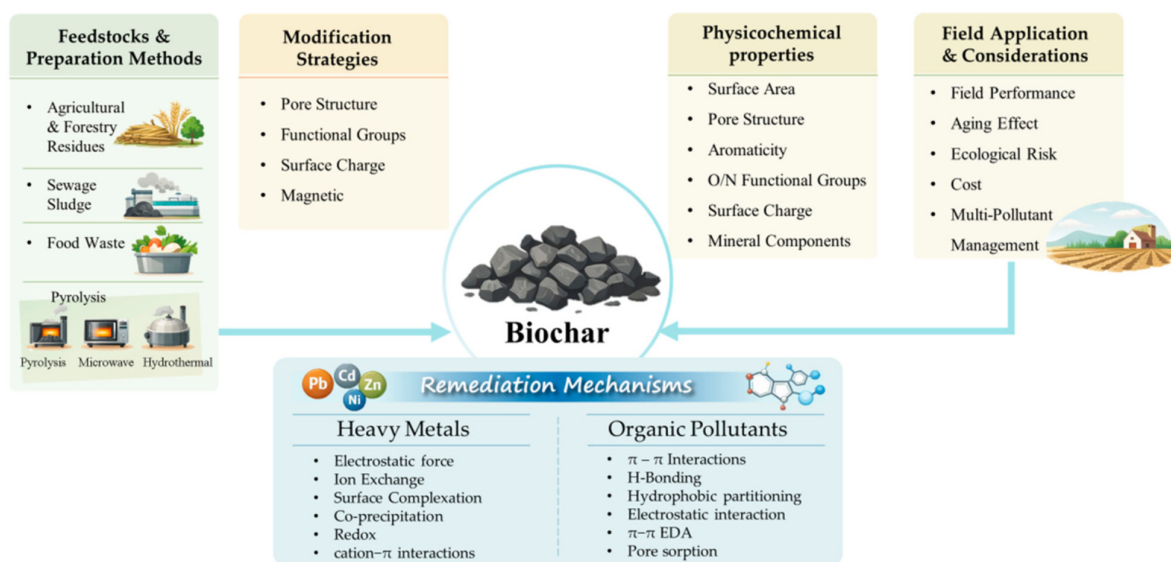 Feedstocks &
Preparation Methods
• Agricultural
& Forestry
Residues
• Sewage
Sludge
• Food Waste
Pyrolysis
Pyrolysis Microwave Hydrothermal
Modification
Strategies
• Pore Structure
• Functional Groups
• Surface Charge
• Magnetic
Physicochemical
properties
• Surface Area
• Pore Structure
• Aromaticity
• O/N Functional Groups
• Surface Charge
• Mineral Components
Field Application
& Considerations
• Field Performance
• Aging Effect
• Ecological Risk
• Cost
• Multi-Pollutant
Management
Biochar
Pb Cd Zn Ni
Remediation Mechanisms
Heavy Metals
• Electrostatic force
• Ion Exchange
• Surface Complexation
• Co-precipitation
• Redox
• cation−π interactions
Organic Pollutants
• π – π Interactions
• H-Bonding
• Hydrophobic partitioning
• Electrostatic interaction
• π−π EDA
• Pore sorption